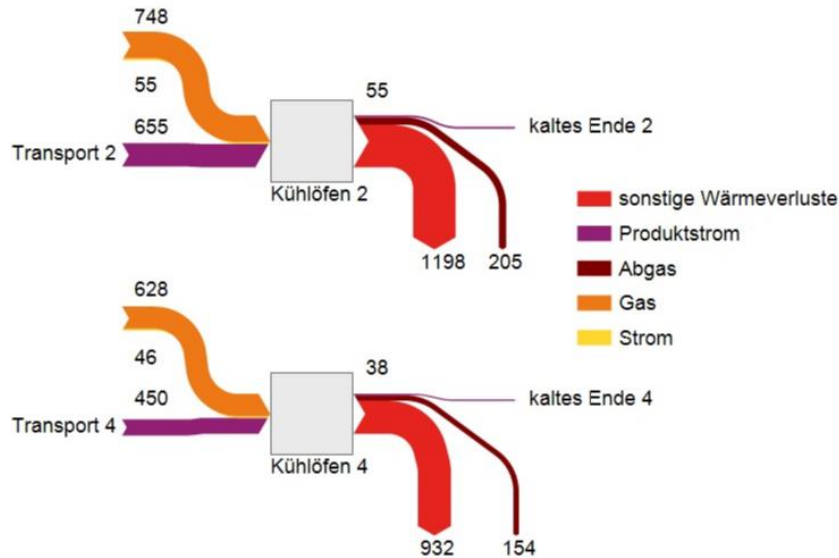 748
55
55
655
kaltes Ende 2
Transport 2
Kühlöfen 2
sonstige Wärmeverluste
Produktstrom
Abgas
Gas
Strom
1198
205
628
46
38
450
kaltes Ende 4
Transport 4
Kühlöfen 4
932
154